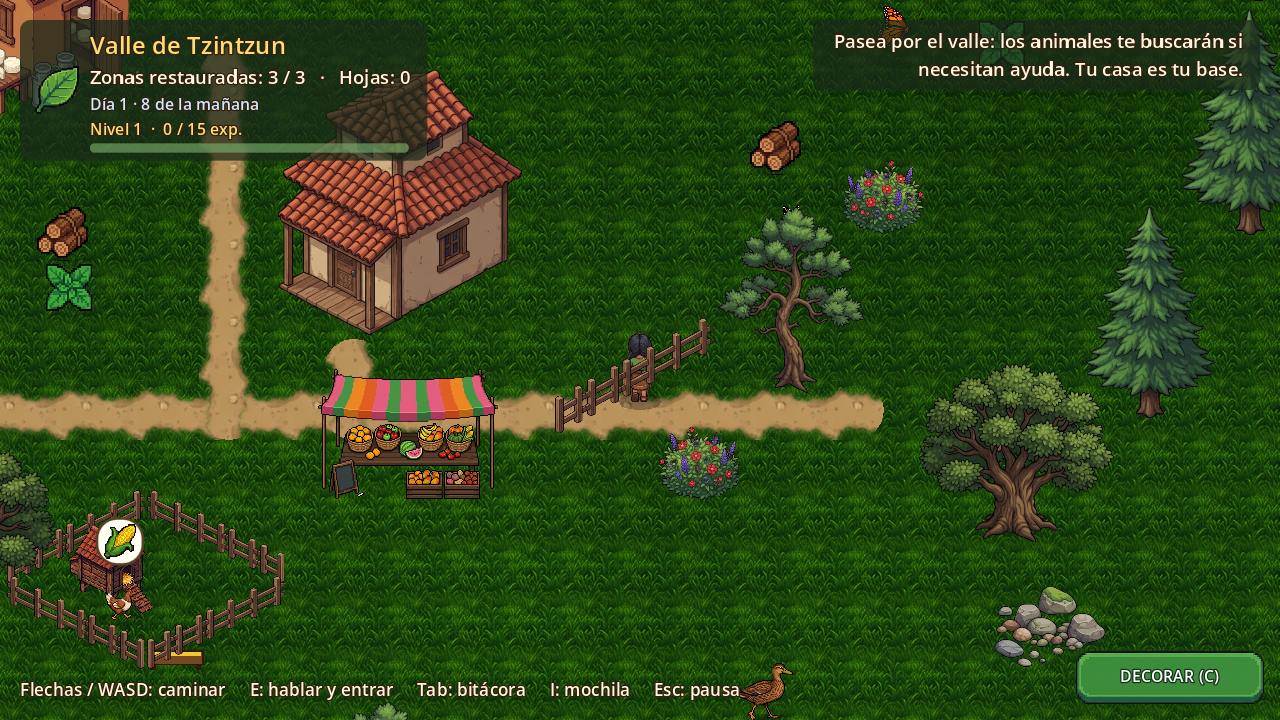 Valle de Tzintzun
Zonas restauradas: 3 / 3 · Hojas: 0
Día 1 · 8 de la mañana
Nivel 1 · 0 / 15 exp.
Pasea por el valle: los animales te buscarán si
necesitan ayuda. Tu casa es tu base.
Flechas / WASD: caminar E: hablar y entrar Tab: bitácora I: mochila Esc: pausa
DECORAR (C)